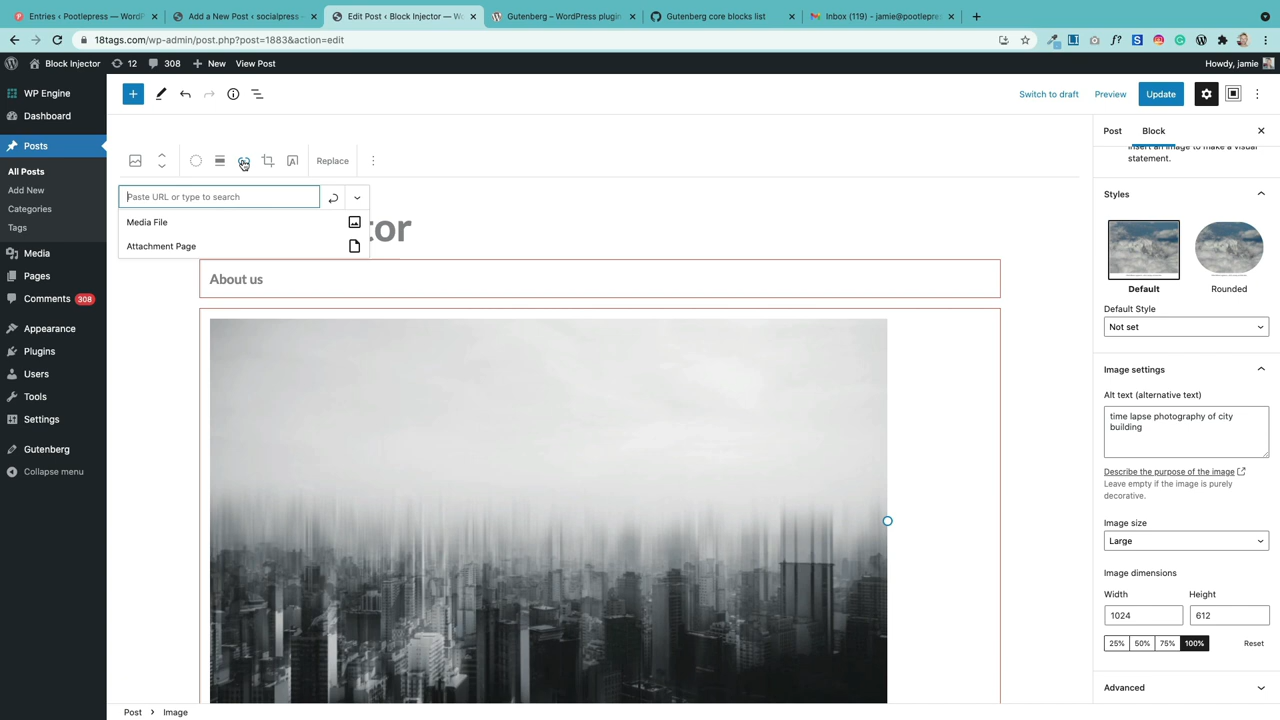 Entries ‹ Pootlepress — WordP
Add a New Post ‹ socialpress –
Edit Post ‹ Block Injector — Wo
Gutenberg – WordPress plugin
Gutenberg core blocks list
Inbox (119) - jamie@pootlepres
18tags.com/wp-admin/post.php?post=1883&action=edit
Block Injector
12
308
New
View Post
Howdy, jamie
WP Engine
Dashboard
Posts
All Posts
Add New
Categories
Tags
Media
Pages
Comments 308
Appearance
Plugins
Users
Tools
Settings
Gutenberg
Collapse menu
Switch to draft
Preview
Update
Replace
Paste URL or type to search
Media File
Attachment Page
tor
About us
Post
Block
Insert an image to make a visual
statement.
Styles
Default
Rounded
Default Style
Not set
Image settings
Alt text (alternative text)
time lapse photography of city
building
Describe the purpose of the image
Leave empty if the image is purely
decorative.
Image size
Large
Image dimensions
Width
Height
1024
612
25%
50%
75%
100%
Reset
Advanced
Post › Image